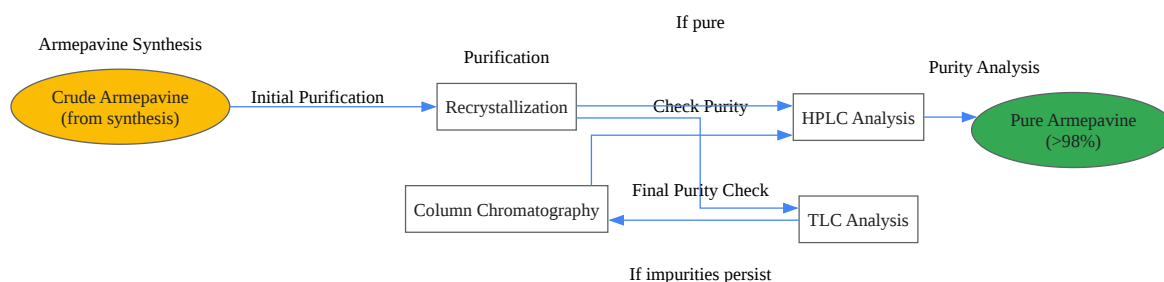 If pure
Armepavine Synthesis
Purification
Purity Analysis
Crude Armepavine
(from synthesis)
Initial Purification
Recrystallization
Check Purity
HPLC Analysis
Pure Armepavine
(>98%)
Column Chromatography
Final Purity Check
TLC Analysis
If impurities persist